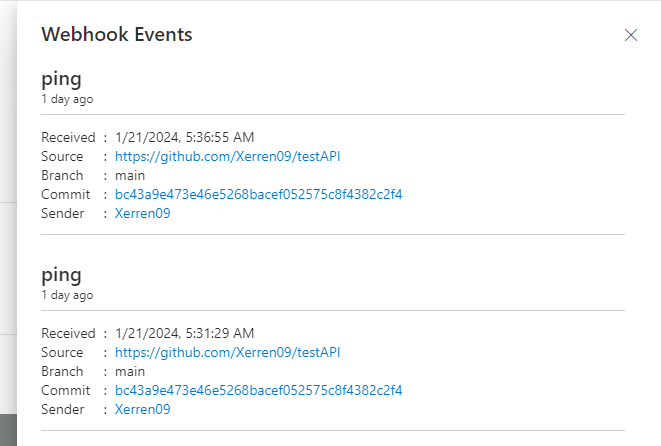 Webhook Events
ping
1 day ago
Received : 1/21/2024, 5:36:55 AM
Source : https://github.com/Xerren09/testAPI
Branch : main
Commit : bc43a9e473e46e5268bacef052575c8f4382c2f4
Sender : Xerren09
ping
1 day ago
Received : 1/21/2024, 5:31:29 AM
Source : https://github.com/Xerren09/testAPI
Branch : main
Commit : bc43a9e473e46e5268bacef052575c8f4382c2f4
Sender : Xerren09